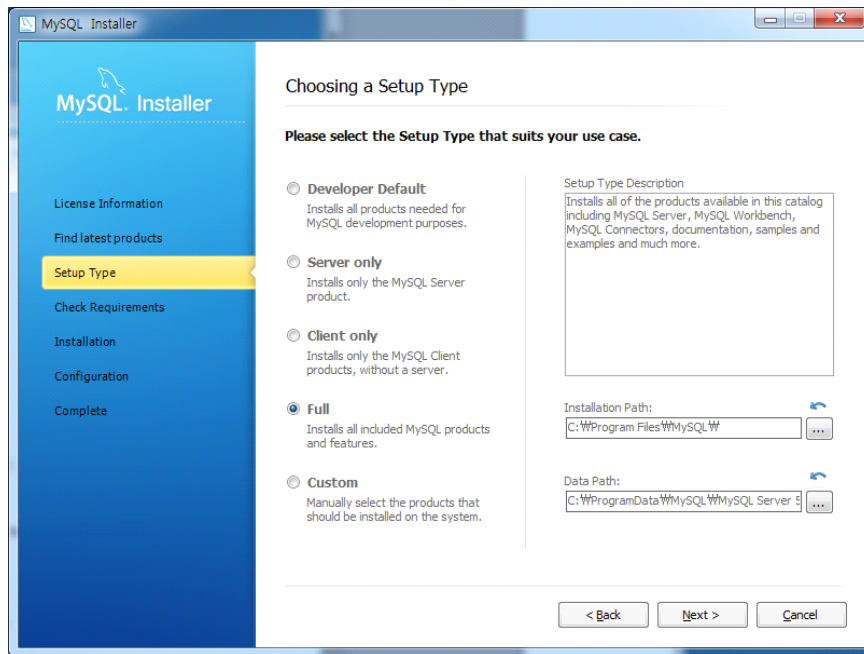 MySQL Installer
MySQL. Installer
License Information
Find latest products
Setup Type
Check Requirements
Installation
Configuration
Complete
Choosing a Setup Type
Please select the Setup Type that suits your use case.
Developer Default
Installs all products needed for
MySQL development purposes.
Server only
Installs only the MySQL Server
product.
Client only
Installs only the MySQL Client
products, without a server.
Full
Installs all included MySQL products
and features.
Custom
Manually select the products that
should be installed on the system.
Setup Type Description
Installs all of the products available in this catalog
including MySQL Server, MySQL Workbench,
MySQL Connectors, documentation, samples and
examples and much more.
Installation Path:
C:₩Program Files₩MySQL₩
...
Data Path:
C:₩ProgramData₩MySQL₩MySQL Server 5
...
< Back
Next >
Cancel